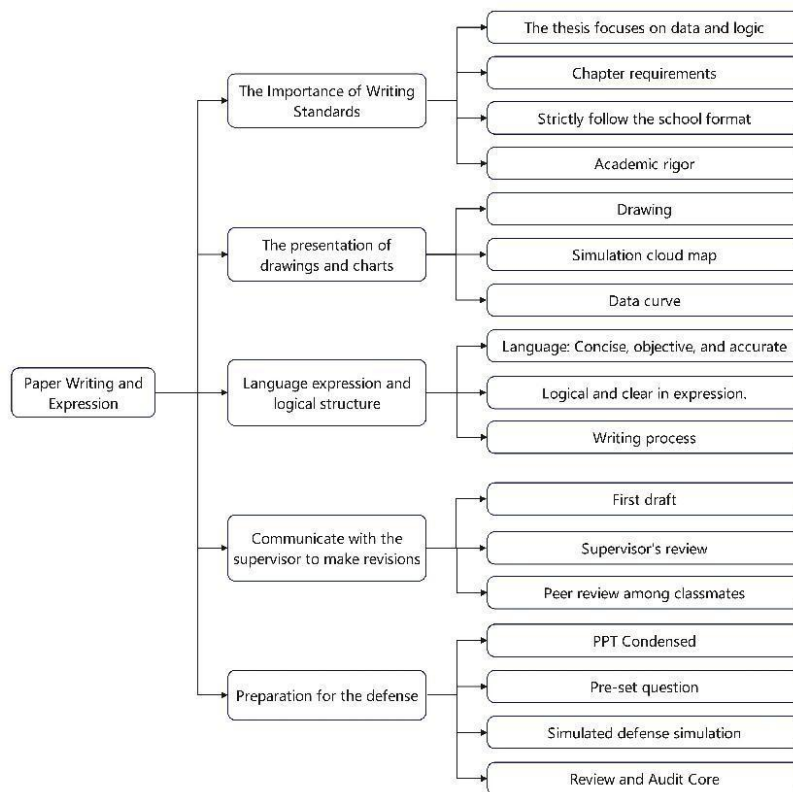 Paper Writing and
Expression
The Importance of Writing
Standards
The thesis focuses on data and logic
Chapter requirements
Strictly follow the school format
Academic rigor
The presentation of
drawings and charts
Drawing
Simulation cloud map
Data curve
Language expression and
logical structure
Language: Concise, objective, and accurate
Logical and clear in expression.
Writing process
Communicate with the
supervisor to make revisions
First draft
Supervisor's review
Peer review among classmates
Preparation for the defense
PPT Condensed
Pre-set question
Simulated defense simulation
Review and Audit Core